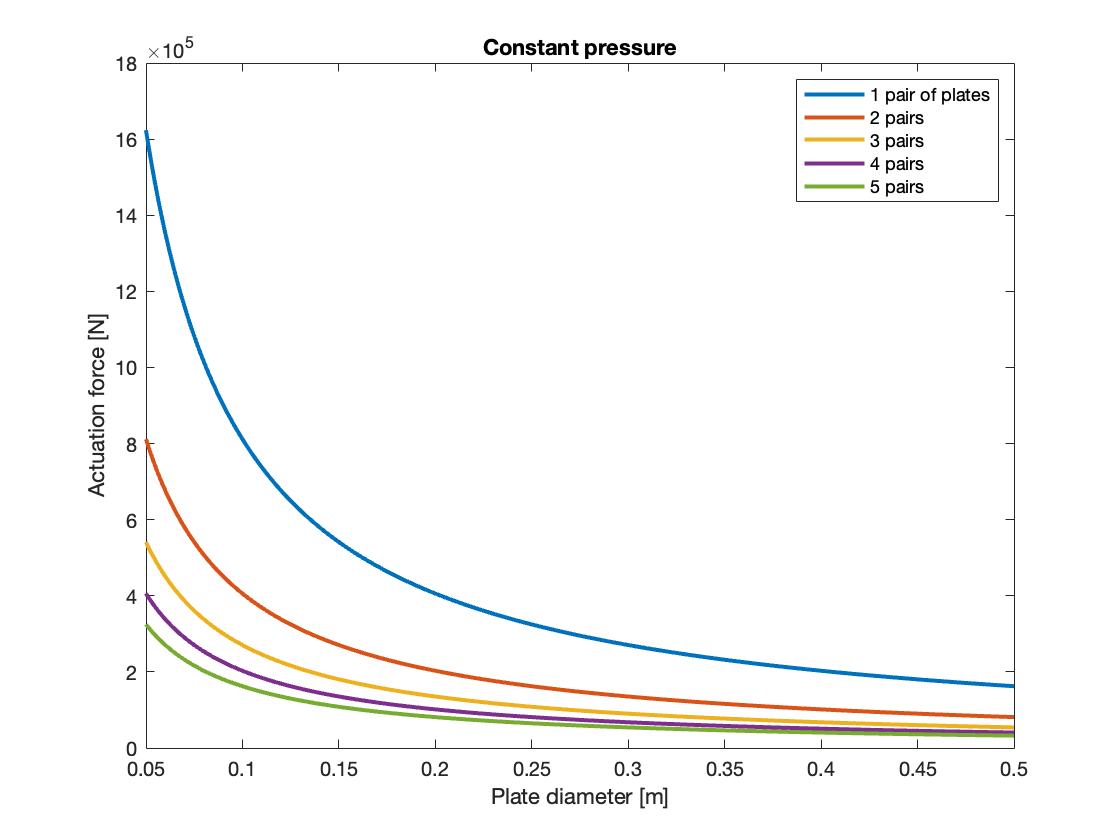 Constant pressure
×10⁵
18
16
14
12
10
8
6
4
2
0
Actuation force [N]
1 pair of plates
2 pairs
3 pairs
4 pairs
5 pairs
0.05 0.1 0.15 0.2 0.25 0.3 0.35 0.4 0.45 0.5
Plate diameter [m]